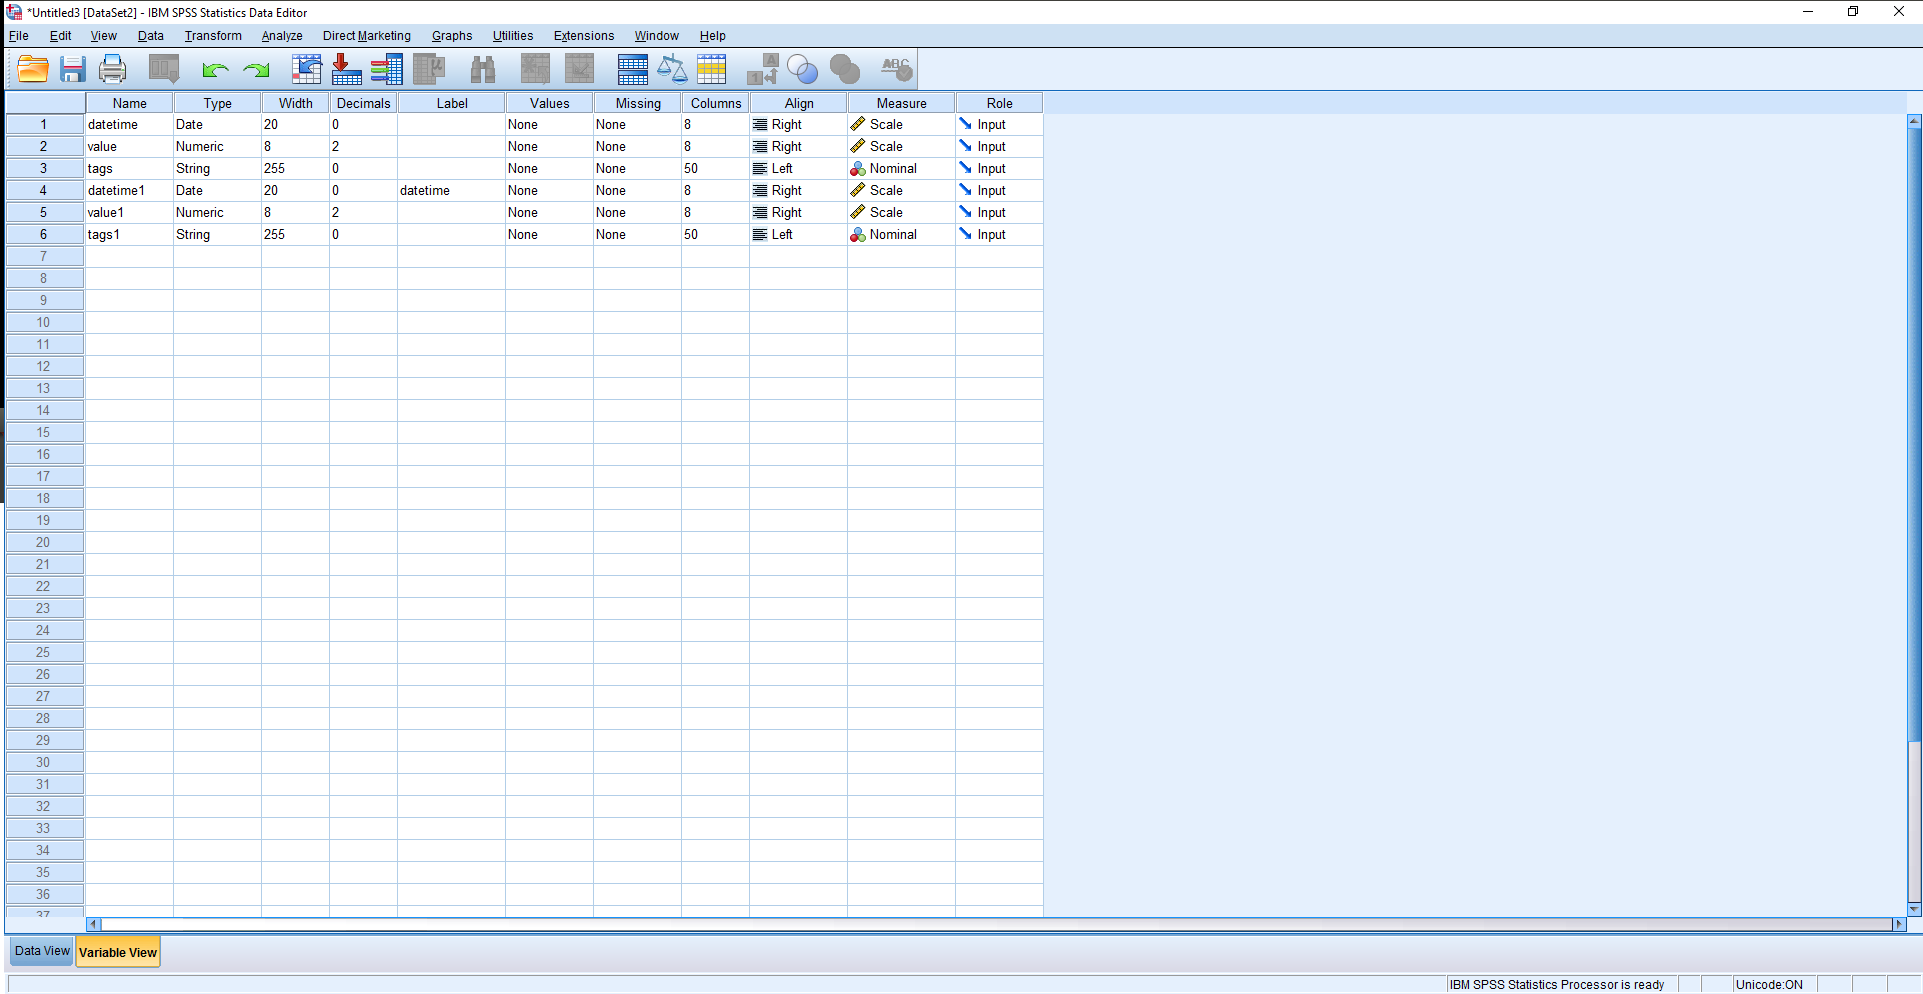 *Untitled3 [DataSet2] - IBM SPSS Statistics Data Editor
File Edit View Data Transform Analyze Direct Marketing Graphs Utilities Extensions Window Help
Name Type Width Decimals Label Values Missing Columns Align Measure Role
1 datetime Date 20 0 None None 8 Right Scale Input
2 value Numeric 8 2 None None 8 Right Scale Input
3 tags String 255 0 None None 50 Left Nominal Input
4 datetime1 Date 20 0 datetime None None 8 Right Scale Input
5 value1 Numeric 8 2 None None 8 Right Scale Input
6 tags1 String 255 0 None None 50 Left Nominal Input
7
8
9
10
11
12
13
14
15
16
17
18
19
20
21
22
23
24
25
26
27
28
29
30
31
32
33
34
35
36
37
Data View Variable View
IBM SPSS Statistics Processor is ready Unicode:ON